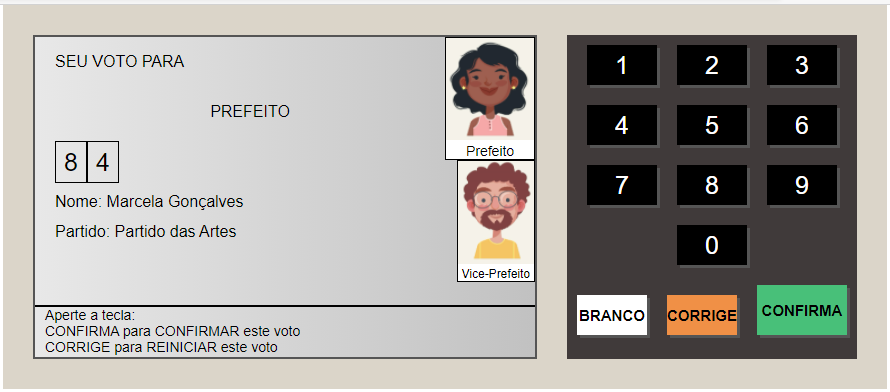 SEU VOTO PARA
PREFEITO
8 4
Nome: Marcela Gonçalves
Partido: Partido das Artes
Prefeito
Vice-Prefeito
Aperte a tecla:
CONFIRMA para CONFIRMAR este voto
CORRIGE para REINICIAR este voto
1 2 3
4 5 6
7 8 9
0
BRANCO CORRIGE CONFIRMA